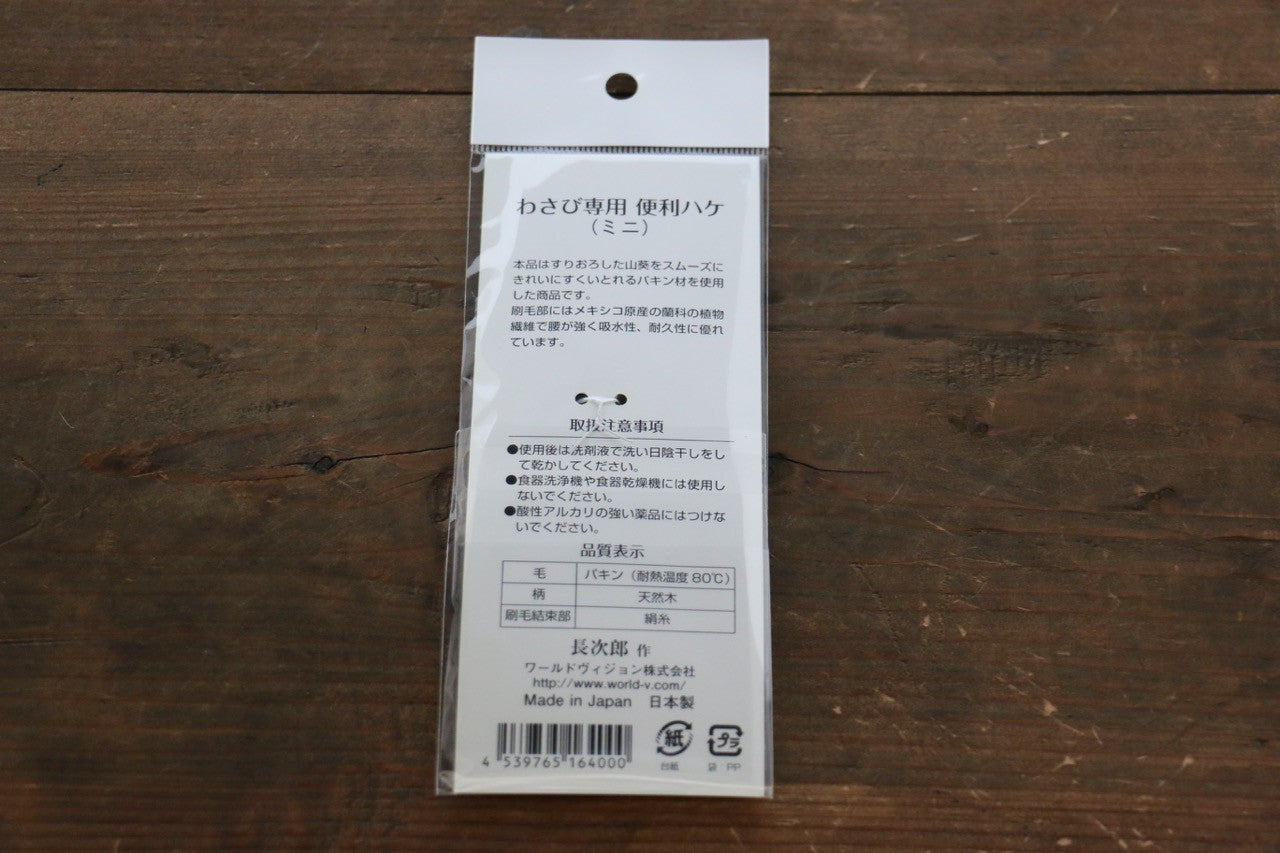 わさび専用 便利ハケ
（ミニ）
本品はすりおろした山葵をスムーズに
きれいにすくいとれるパキン材を使用
した商品です。
刷毛部にはメキシコ原産の蘭科の植物
繊維で腰が強く吸水性、耐久性に優れ
ています。
取扱注意事項
●使用後は洗剤液で洗い日陰干しをし
て乾かしてください。
●食器洗浄機や食器乾燥機には使用し
ないでください。
●酸性アルカリの強い薬品にはつけな
いでください。
品質表示
毛 パキン（耐熱温度 80℃）
柄 天然木
刷毛結束部 絹糸
長次郎 作
ワールドヴィジョン株式会社
http://www.world-v.com/
Made in Japan 日本製
4 539765 164000
紙 プラ
台紙 袋 PP